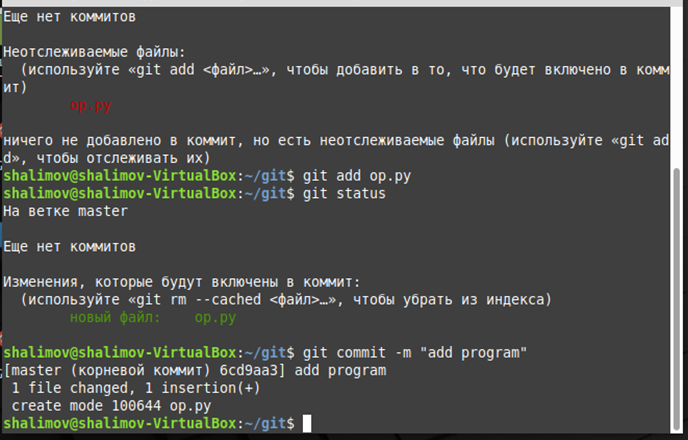 Еще нет коммитов
Неотслеживаемые файлы:
(используйте «git add <файл>…», чтобы добавить в то, что будет включено в комм
ит)
op.py
ничего не добавлено в коммит, но есть неотслеживаемые файлы (используйте «git ad
d», чтобы отслеживать их)
shalimov@shalimov-VirtualBox:~/git$ git add op.py
shalimov@shalimov-VirtualBox:~/git$ git status
На ветке master
Еще нет коммитов
Изменения, которые будут включены в коммит:
(используйте «git rm --cached <файл>…», чтобы убрать из индекса)
новый файл:    op.py
shalimov@shalimov-VirtualBox:~/git$ git commit -m "add program"
[master (корневой коммит) 6cd9aa3] add program
1 file changed, 1 insertion(+)
create mode 100644 op.py
shalimov@shalimov-VirtualBox:~/git$